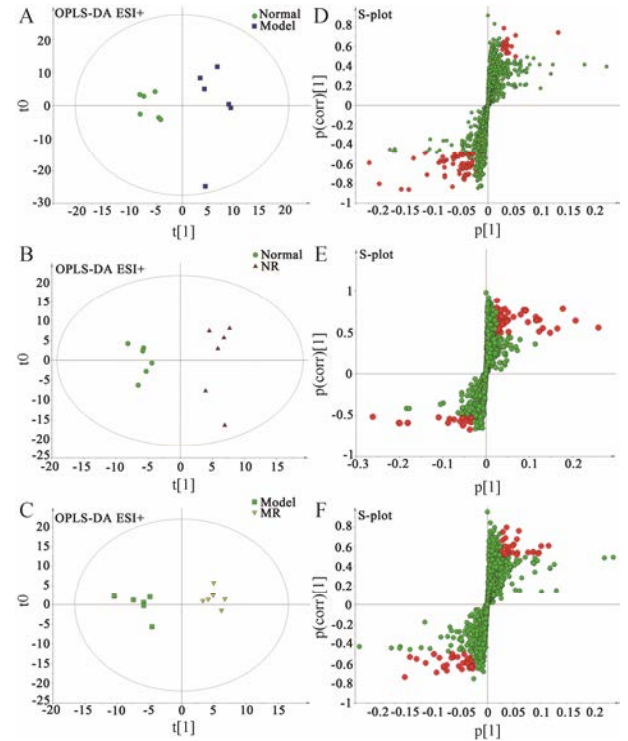 A
OPLS-DA ESI+
Normal
Model
20
10
0
-10
-20
-30
t0
-20 -15 -10 -5 0 5 10 15 20
t[1]
D
S-plot
0.8
0.6
0.4
0.2
0
-0.2
-0.4
-0.6
-0.8
-1
p(corr)[1]
-0.2 -0.15 -0.1 -0.05 0 0.05 0.1 0.15 0.2
p[1]
B
OPLS-DA ESI+
Normal
NR
20
15
10
5
0
-5
-10
-15
-20
-25
t0
-20 -15 -10 -5 0 5 10 15
t[1]
E
S-plot
1
0.5
0
-0.5
-1
p(corr)[1]
-0.3 -0.2 -0.1 0 0.1 0.2
p[1]
C
OPLS-DA ESI+
Model
MR
20
15
10
5
0
-5
-10
-15
-20
-25
t0
-20 -15 -10 -5 0 5 10 15
t[1]
F
S-plot
0.8
0.6
0.4
0.2
0
-0.2
-0.4
-0.6
-0.8
-1
p(corr)[1]
-0.2 -0.15 -0.1 -0.05 0 0.05 0.1 0.15 0.2
p[1]